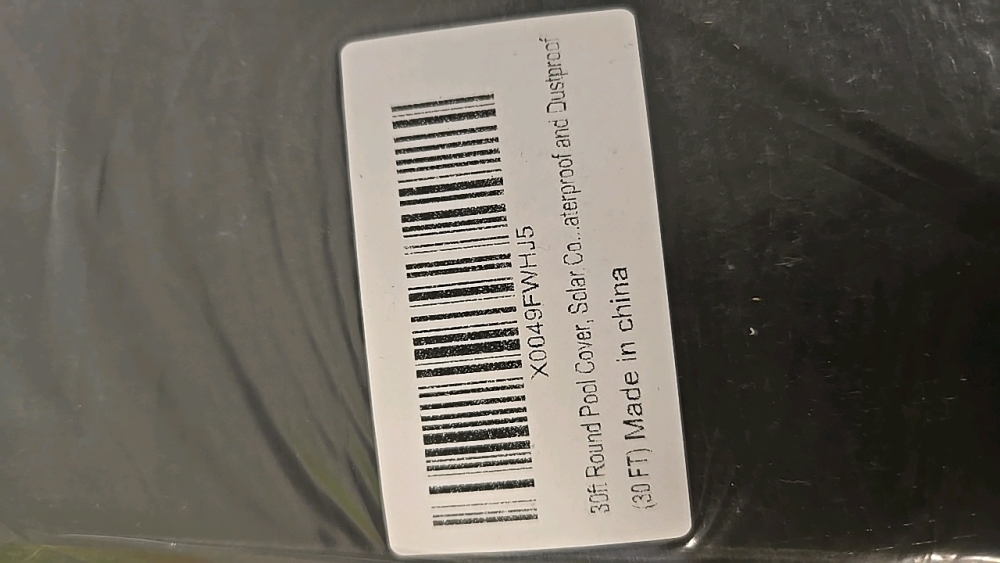 X0049FWHJ5
30ft Round Pool Cover, Solar Co...aterproof and Dustproof
(30 FT) Made in china